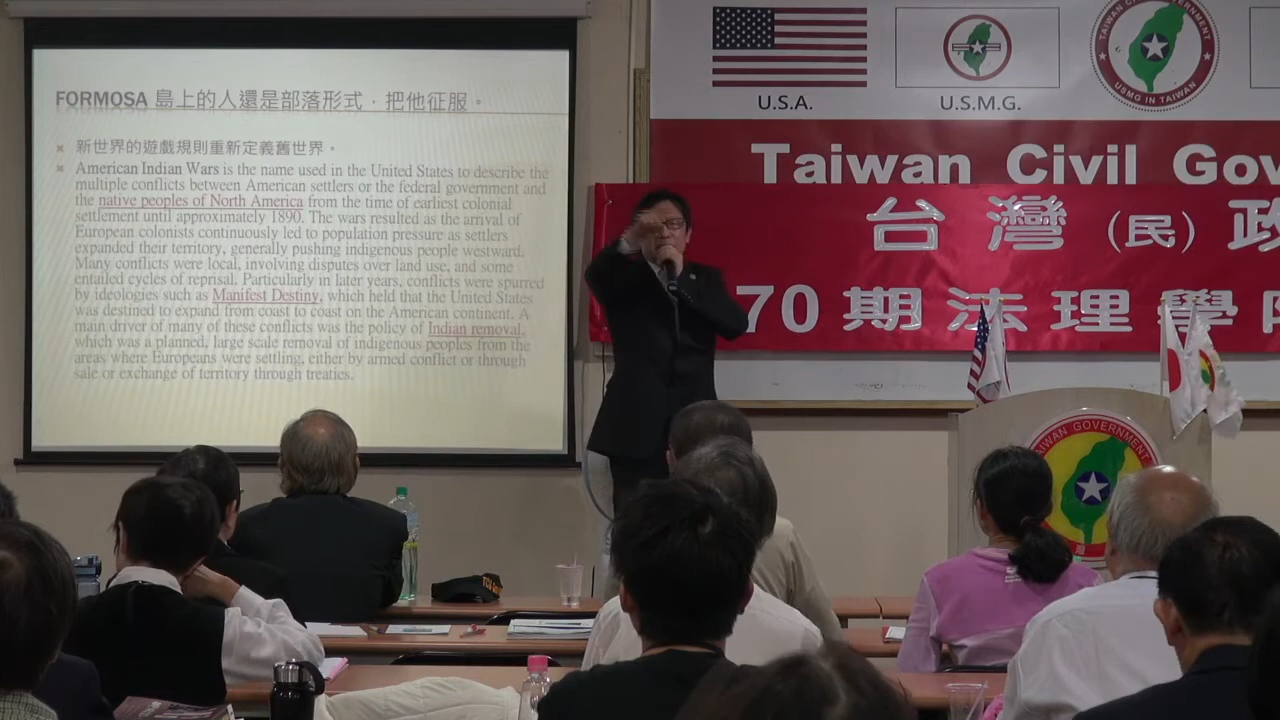 FORMOSA 島上的人還是部落形式，把他征服。
新世界的遊戲規則重新定義舊世界。
American Indian Wars is the name used in the United States to describe the
multiple conflicts between American settlers or the federal government and
the native peoples of North America from the time of earliest colonial
settlement until approximately 1890. The wars resulted as the arrival of
European colonists continuously led to population pressure as settlers
expanded their territory, generally pushing indigenous people westward.
Many conflicts were local, involving disputes over land use, and some
entailed cycles of reprisal. Particularly in later years, conflicts were spurred
by ideologies such as Manifest Destiny, which held that the United States
was destined to expand from coast to coast on the American continent. A
main driver of many of these conflicts was the policy of Indian removal,
which was a planned, large scale removal of indigenous peoples from the
areas where Europeans were settling, either by armed conflict or through
sale or exchange of territory through treaties.
U.S.A.
U.S.M.G.
TAIWAN CIVIL GOVERNMENT
USMG IN TAIWAN
Taiwan Civil Gov
台灣(民)政
70期法理學
TAIWAN GOVERNMENT